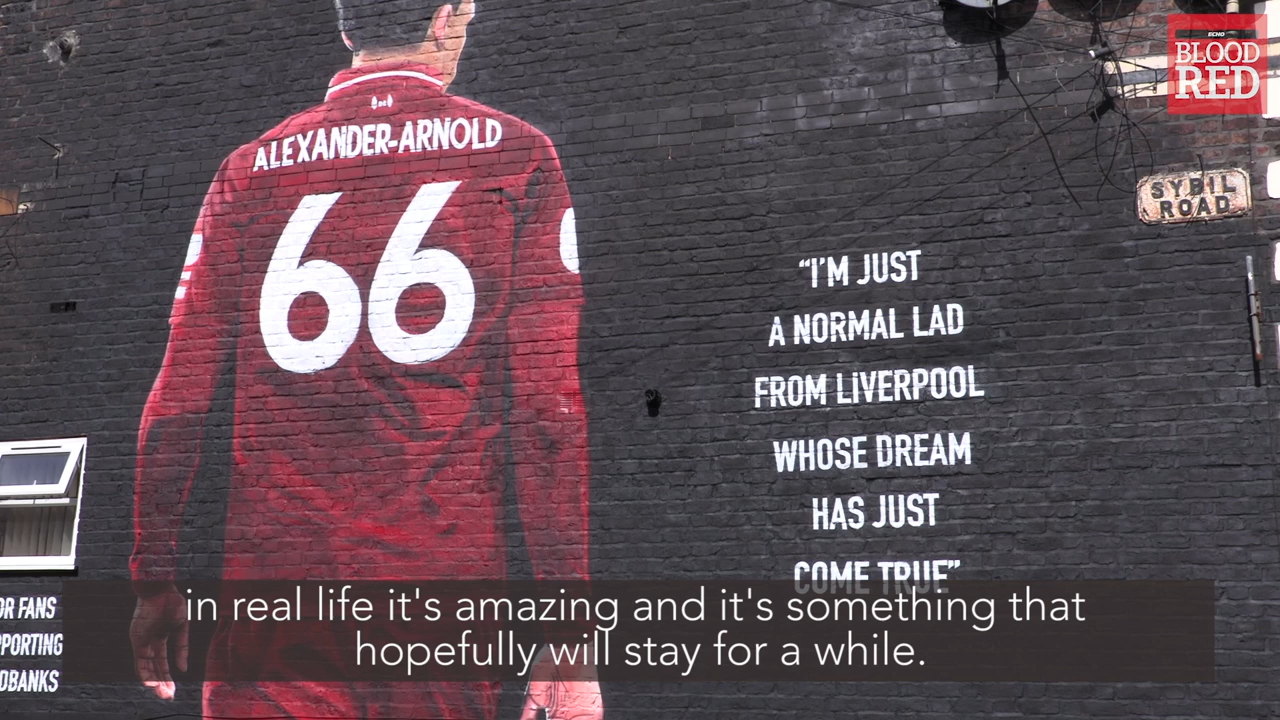 ECHO
BLOOD
RED
ALEXANDER-ARNOLD
66
SYBIL
ROAD
“I'M JUST
A NORMAL LAD
FROM LIVERPOOL
WHOSE DREAM
HAS JUST
COME TRUE”
OR FANS
PPORTING
ODBANKS
in real life it's amazing and it's something that
hopefully will stay for a while.